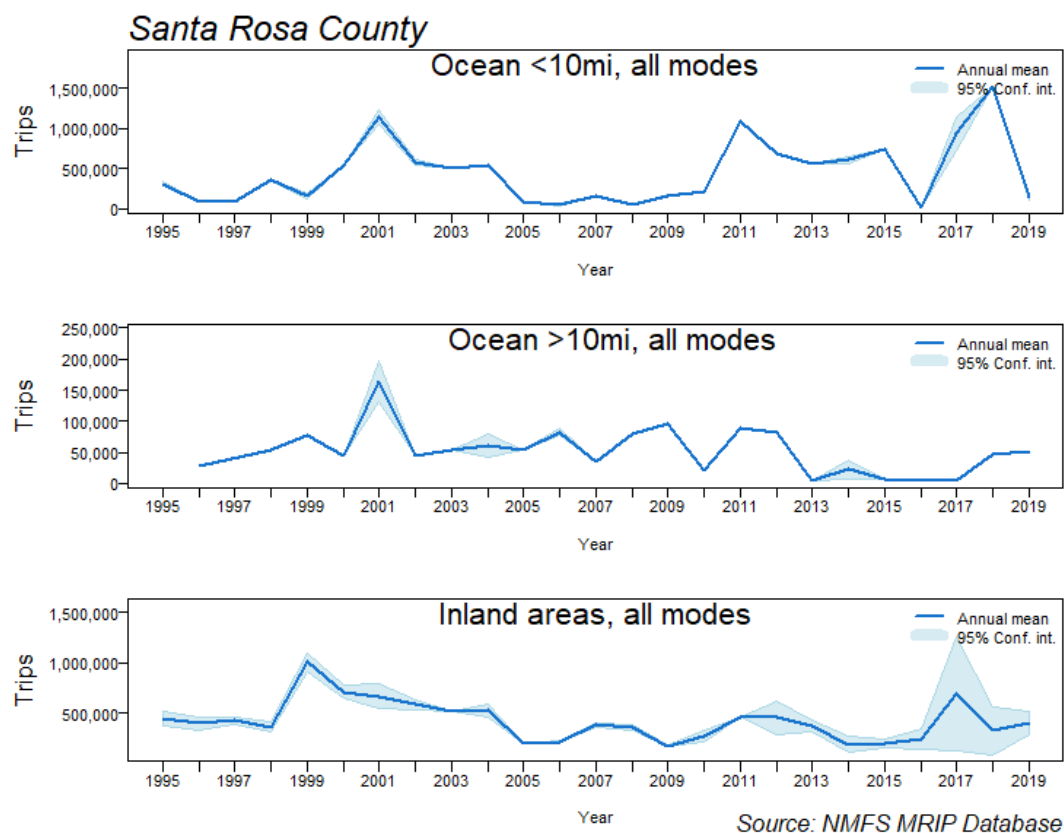 Santa Rosa County
Ocean <10mi, all modes
Annual mean
95% Conf. int.
Trips
1,500,000
1,000,000
500,000
0
1995 1997 1999 2001 2003 2005 2007 2009 2011 2013 2015 2017 2019
Year
Ocean >10mi, all modes
Annual mean
95% Conf. int.
Trips
250,000
200,000
150,000
100,000
50,000
0
1995 1997 1999 2001 2003 2005 2007 2009 2011 2013 2015 2017 2019
Year
Inland areas, all modes
Annual mean
95% Conf. int.
Trips
1,500,000
1,000,000
500,000
1995 1997 1999 2001 2003 2005 2007 2009 2011 2013 2015 2017 2019
Year
Source: NMFS MRIP Database